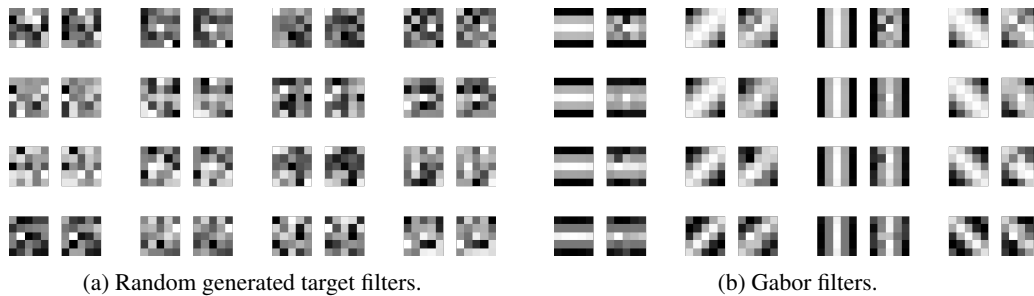 (a) Random generated target filters.
(b) Gabor filters.